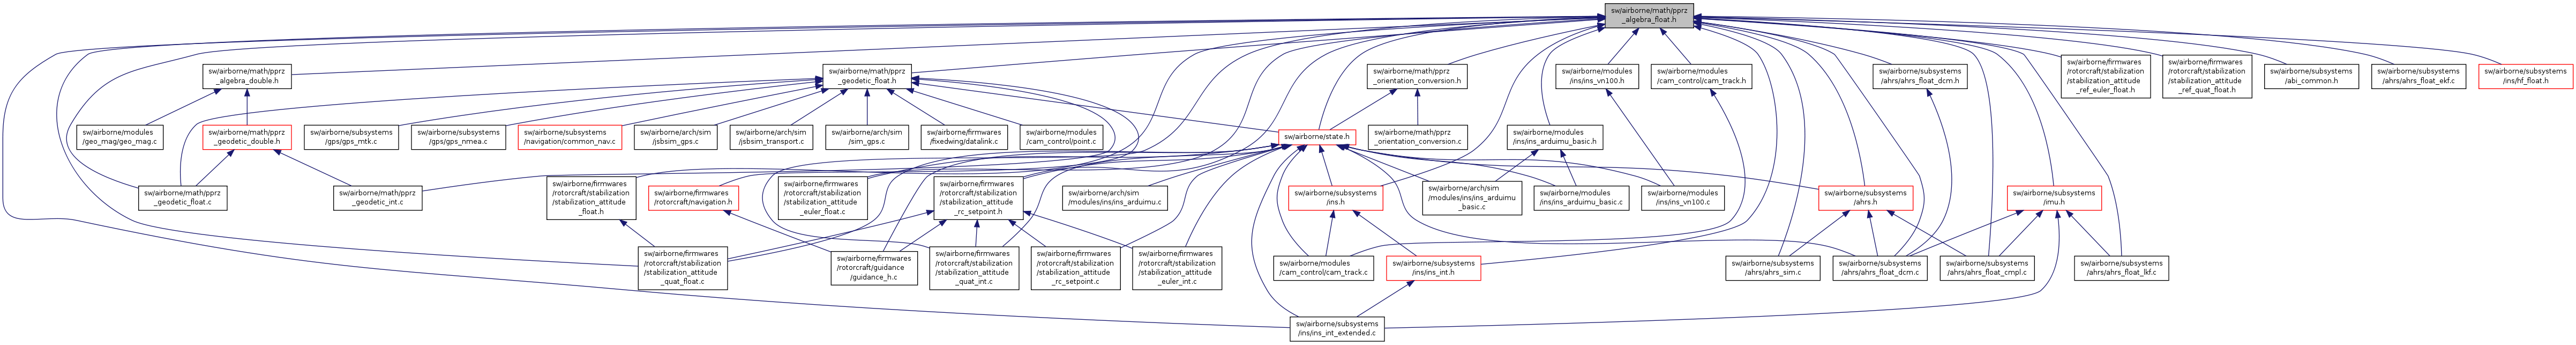 sw/airborne/math/pprz
_algebra_float.h
sw/airborne/math/pprz
_algebra_double.h
sw/airborne/math/pprz
_geodetic_float.h
sw/airborne/math/pprz
_orientation_conversion.h
sw/airborne/modules
/ins/ins_vn100.h
sw/airborne/modules
/cam_control/cam_track.h
sw/airborne/subsystems
/ahrs/ahrs_float_dcm.h
sw/airborne/firmwares
/rotorcraft/stabilization
/stabilization_attitude
_ref_euler_float.h
sw/airborne/firmwares
/rotorcraft/stabilization
/stabilization_attitude
_ref_quat_float.h
sw/airborne/subsystems
/abi_common.h
sw/airborne/subsystems
/ahrs/ahrs_float_ekf.c
sw/airborne/subsystems
/ins/hf_float.h
sw/airborne/modules
/geo_mag/geo_mag.c
sw/airborne/math/pprz
_geodetic_double.h
sw/airborne/subsystems
/gps/gps_mtk.c
sw/airborne/subsystems
/gps/gps_nmea.c
sw/airborne/subsystems
/navigation/common_nav.c
sw/airborne/arch/sim
/jsbsim_gps.c
sw/airborne/arch/sim
/jsbsim_transport.c
sw/airborne/arch/sim
/sim_gps.c
sw/airborne/firmwares
/fixedwing/datalink.c
sw/airborne/modules
/cam_control/point.c
sw/airborne/state.h
sw/airborne/math/pprz
_orientation_conversion.c
sw/airborne/modules
/ins/ins_arduimu_basic.h
sw/airborne/math/pprz
_geodetic_float.c
sw/airborne/math/pprz
_geodetic_int.c
sw/airborne/firmwares
/rotorcraft/stabilization
/stabilization_attitude
_float.h
sw/airborne/firmwares
/rotorcraft/navigation.h
sw/airborne/firmwares
/rotorcraft/stabilization
/stabilization_attitude
_euler_float.c
sw/airborne/firmwares
/rotorcraft/stabilization
/stabilization_attitude
_rc_setpoint.h
sw/airborne/arch/sim
/modules/ins/ins_arduimu.c
sw/airborne/subsystems
/ins.h
sw/airborne/arch/sim
/modules/ins/ins_arduimu
_basic.c
sw/airborne/modules
/ins/ins_arduimu_basic.c
sw/airborne/modules
/ins/ins_vn100.c
sw/airborne/subsystems
/ahrs.h
sw/airborne/subsystems
/imu.h
sw/airborne/firmwares
/rotorcraft/stabilization
/stabilization_attitude
_quat_float.c
sw/airborne/firmwares
/rotorcraft/guidance
/guidance_h.c
sw/airborne/firmwares
/rotorcraft/stabilization
/stabilization_attitude
_quat_int.c
sw/airborne/firmwares
/rotorcraft/stabilization
/stabilization_attitude
_rc_setpoint.c
sw/airborne/firmwares
/rotorcraft/stabilization
/stabilization_attitude
_euler_int.c
sw/airborne/modules
/cam_control/cam_track.c
sw/airborne/subsystems
/ins/ins_int.h
sw/airborne/subsystems
/ahrs/ahrs_sim.c
sw/airborne/subsystems
/ahrs/ahrs_float_dcm.c
sw/airborne/subsystems
/ahrs/ahrs_float_cmpl.c
sw/airborne/subsystems
/ahrs/ahrs_float_lkf.c
sw/airborne/subsystems
/ins/ins_int_extended.c